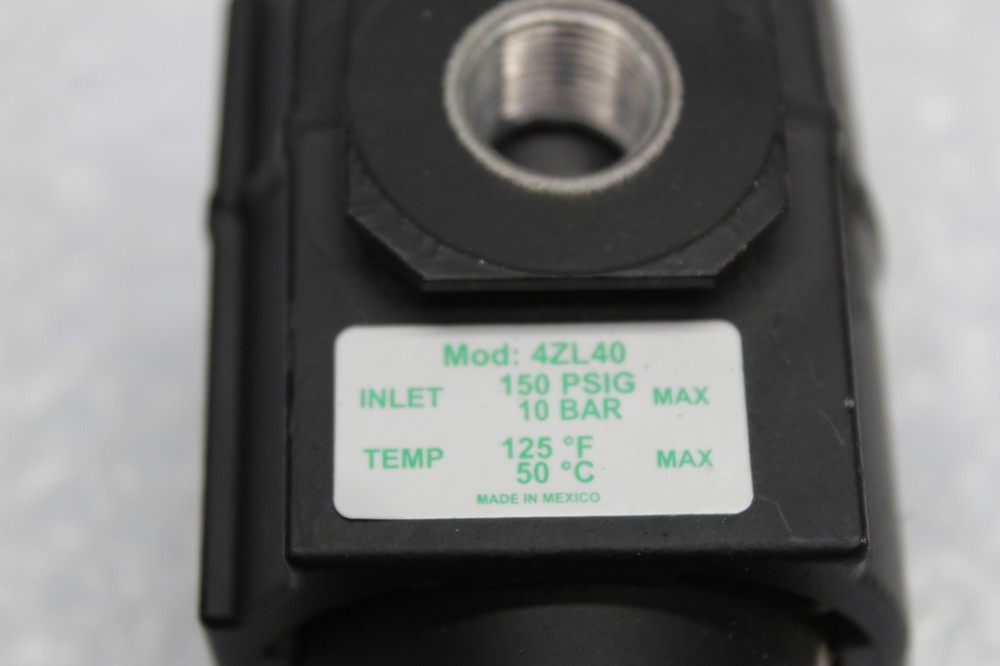 Mod: 4ZL40
INLET 150 PSIG MAX
10 BAR
TEMP 125 °F MAX
50 °C
MADE IN MEXICO